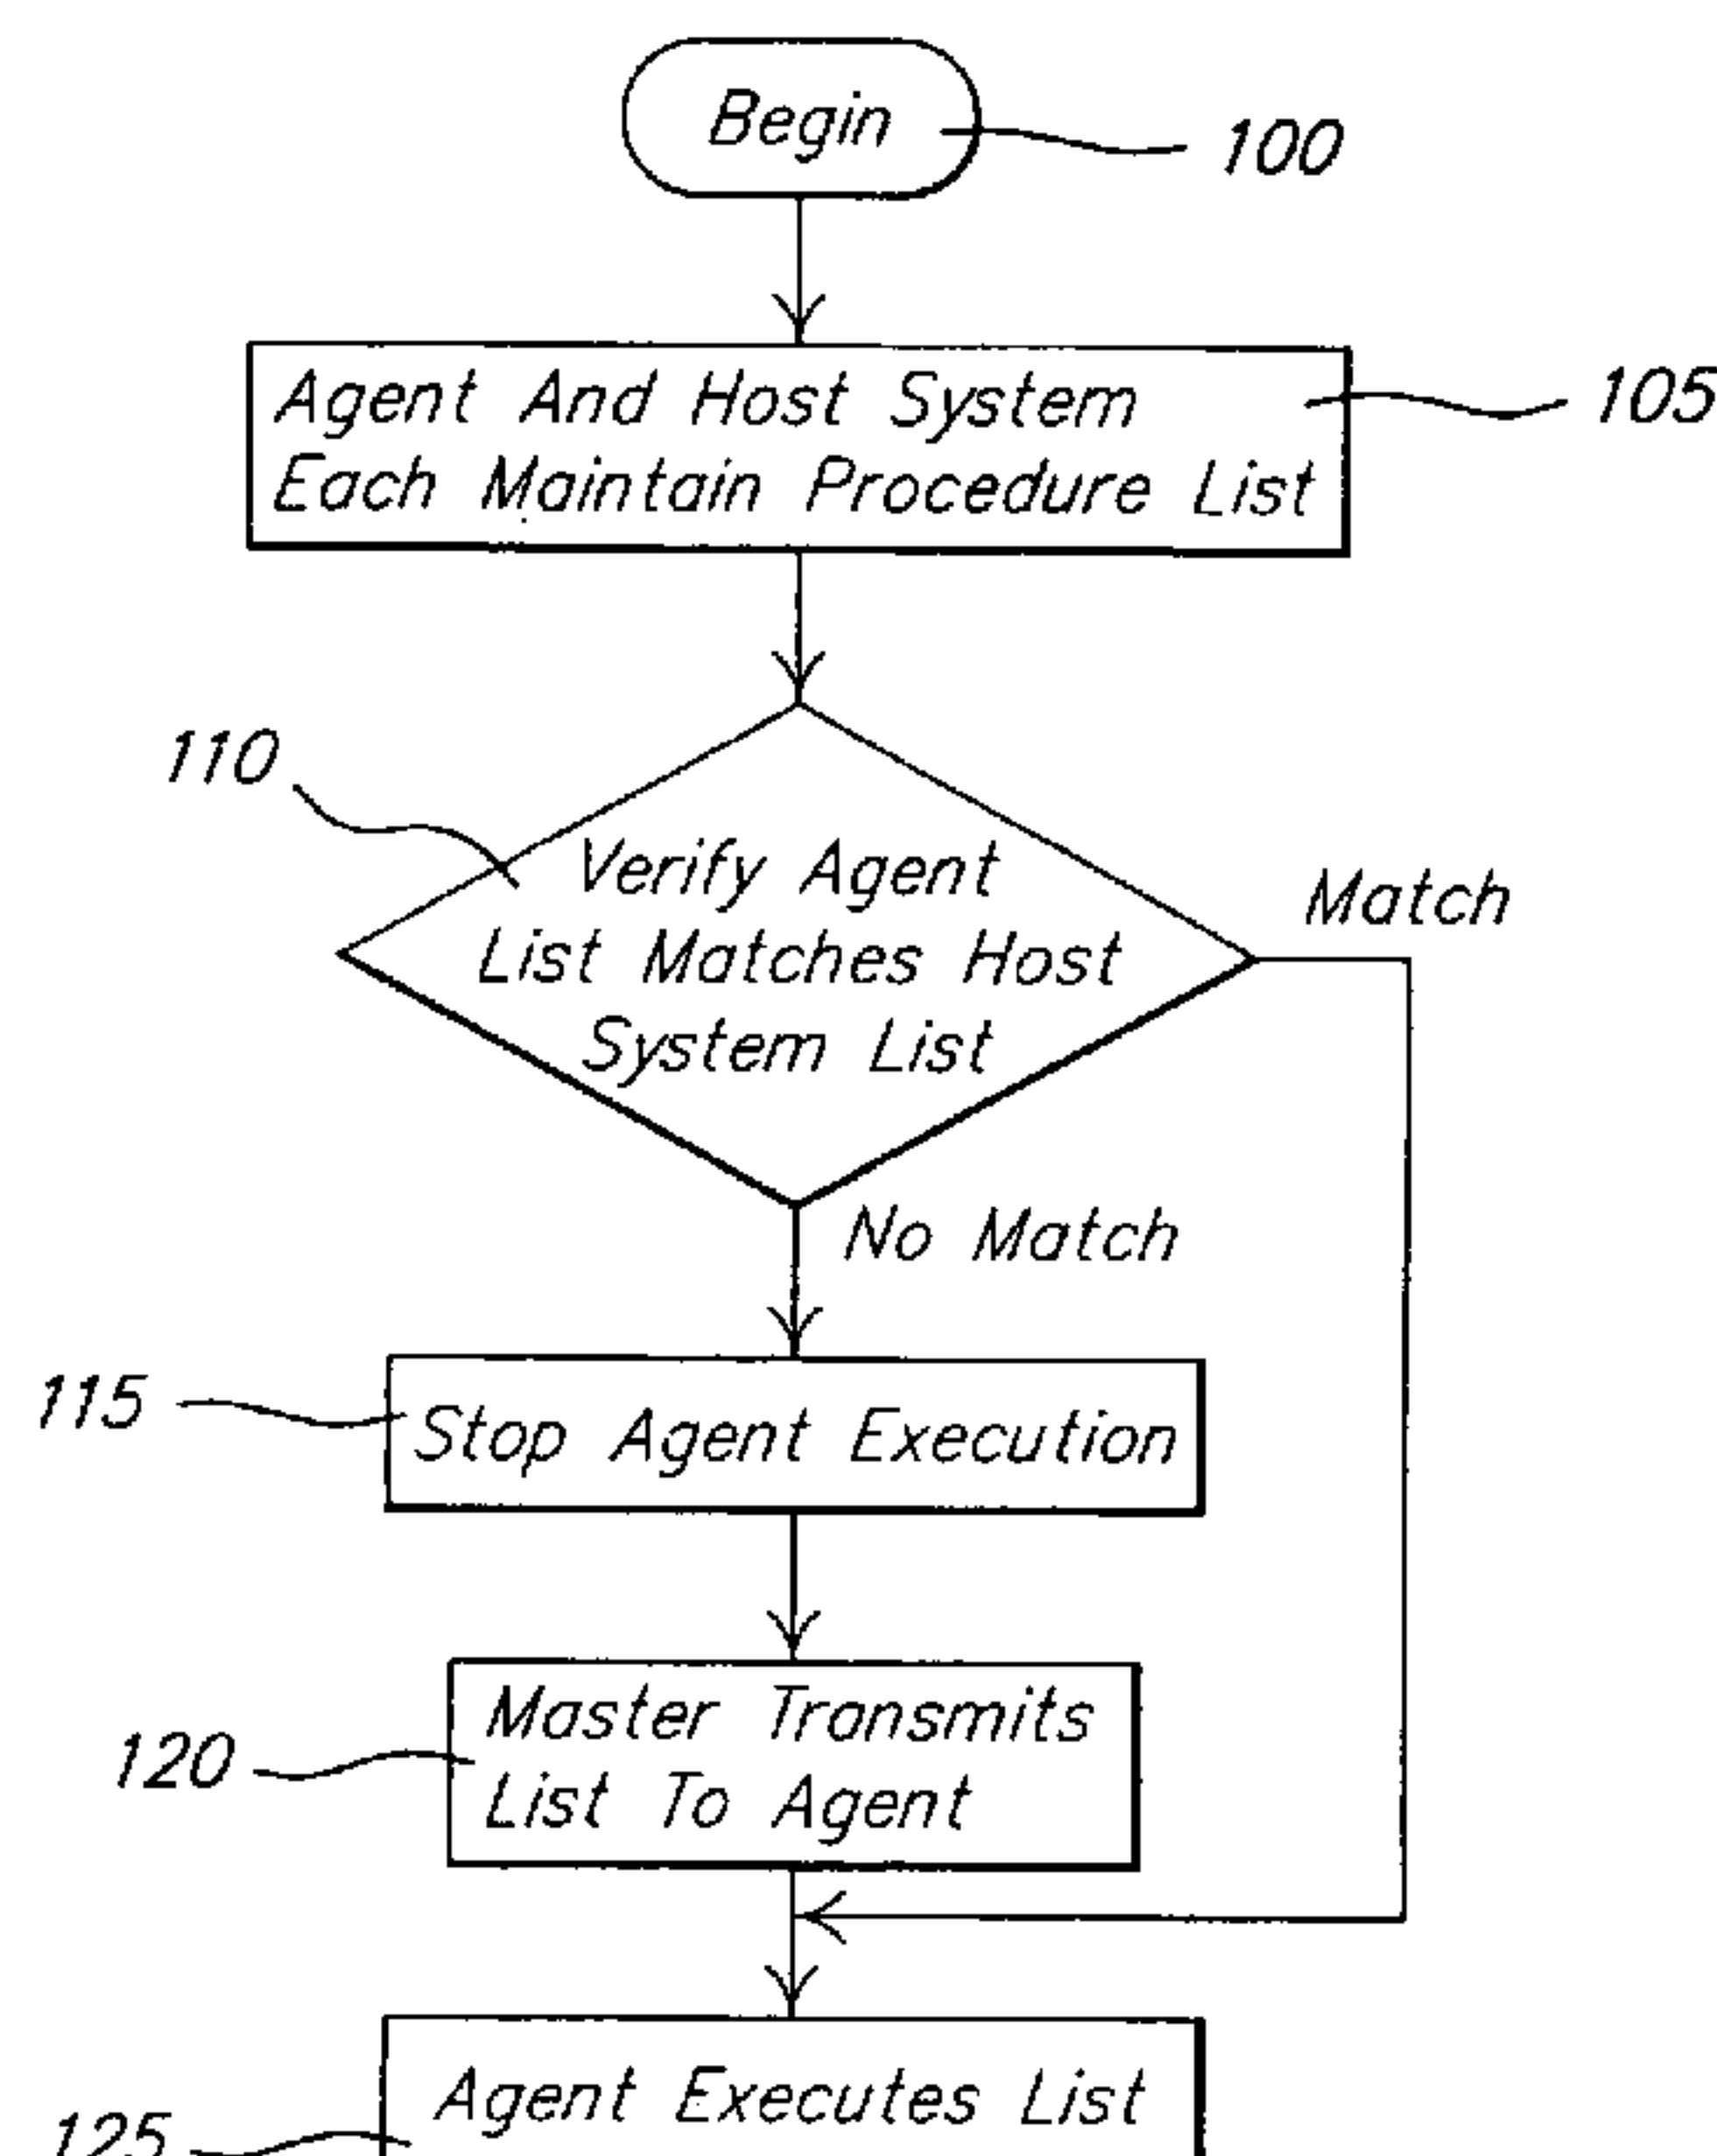 Begin
100
Agent And Host System
Each Maintain Procedure List
105
110
Verify Agent
List Matches Host
System List
Match
No Match
115
Stop Agent Execution
120
Master Transmits
List To Agent
Agent Executes List
125